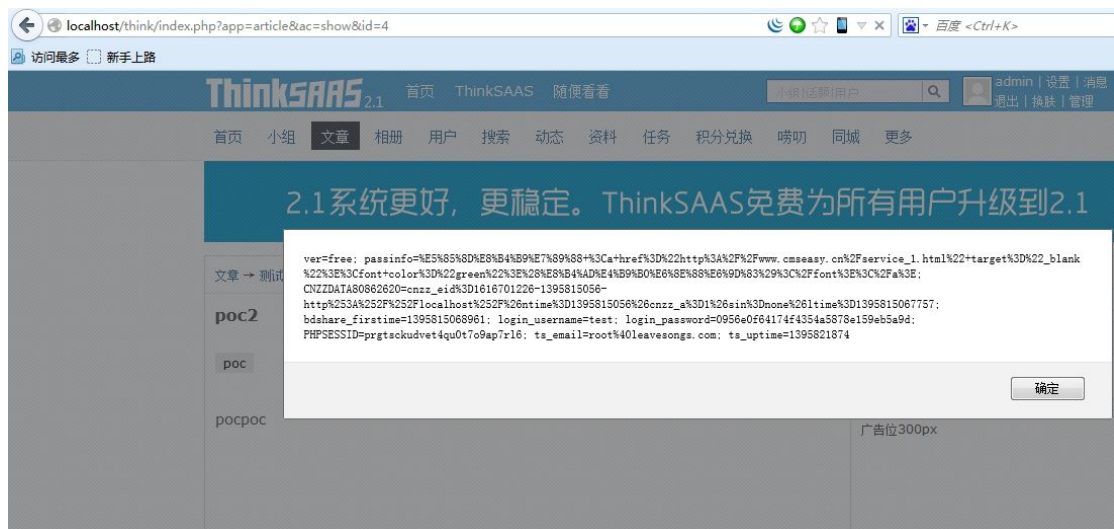 localhost/think/index.php?app=article&ac=show&id=4
百度 <Ctrl+K>
访问最多 新手上路
ThinkSAAS 2.1 首页 ThinkSAAS 随便看看 小组|话题|用户 admin | 设置 | 消息
退出 | 换肤 | 管理
首页 小组 文章 相册 用户 搜索 动态 资料 任务 积分兑换 唠叨 同城 更多
2.1系统更好，更稳定。ThinkSAAS免费为所有用户升级到2.1
文章 → 测试
ver=free; passinfo=%E5%85%8D%E8%B4%B9%E7%89%88+%3Ca+href%3D%22http%3A%2F%2Fwww.cmseasy.cn%2Fservice_1.html%22+target%3D%22_blank
%22%3E%3Cfont+color%3D%22green%22%3E%28%E8%B4%AD%E4%B9%B0%E6%8E%88%E6%9D%83%29%3C%2Ffont%3E%3C%2Fa%3E;
CNZZDATA80862620=cnzz_eid%3D1616701226-1395815056-
http%253A%252F%252Flocalhost%252F%26ntime%3D1395815056%26cnzz_a%3D1%26sin%3Dnone%26ltime%3D1395815067757;
bdshare_firstime=1395815068961; login_username=test; login_password=0956e0f64174f4354a5878e159eb5a9d;
PHPSESSID=prgtsckudvet4qu0t7o9ap7rl6; ts_email=root%40leavesongs.com; ts_uptime=1395821874
poc2
poc
确定
pocpoc
广告位300px